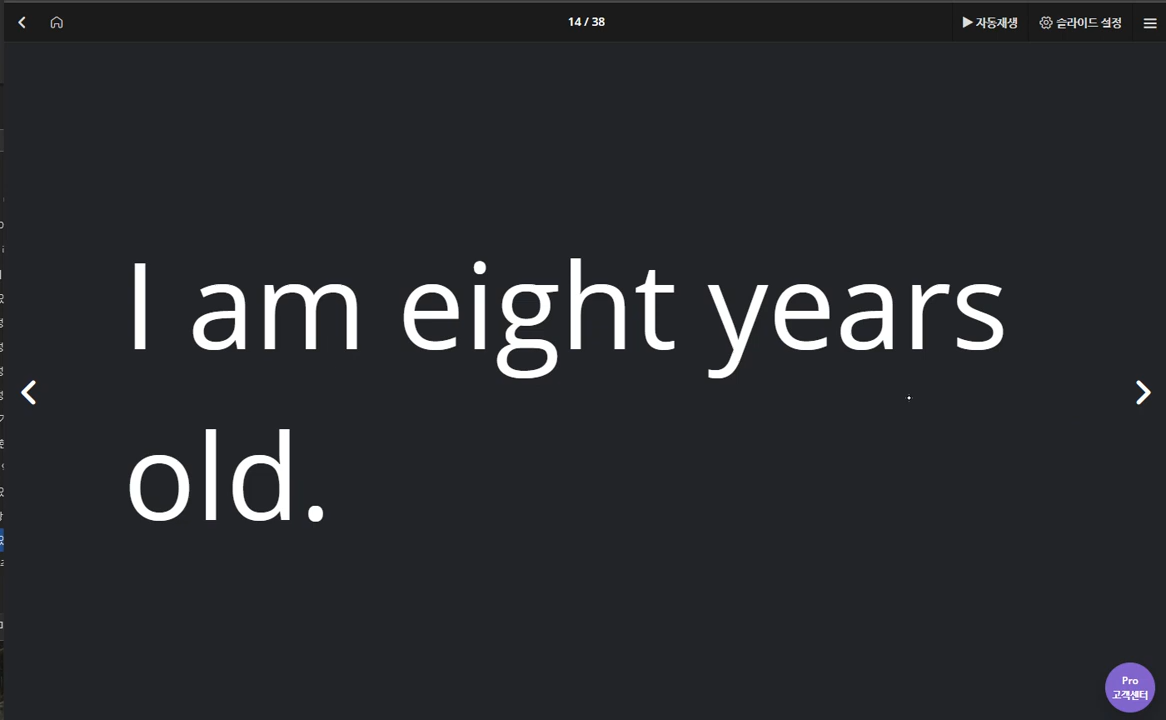 14 / 38
▶ 자동재생
슬라이드 설정
I am eight years
old.
Pro
고객센터